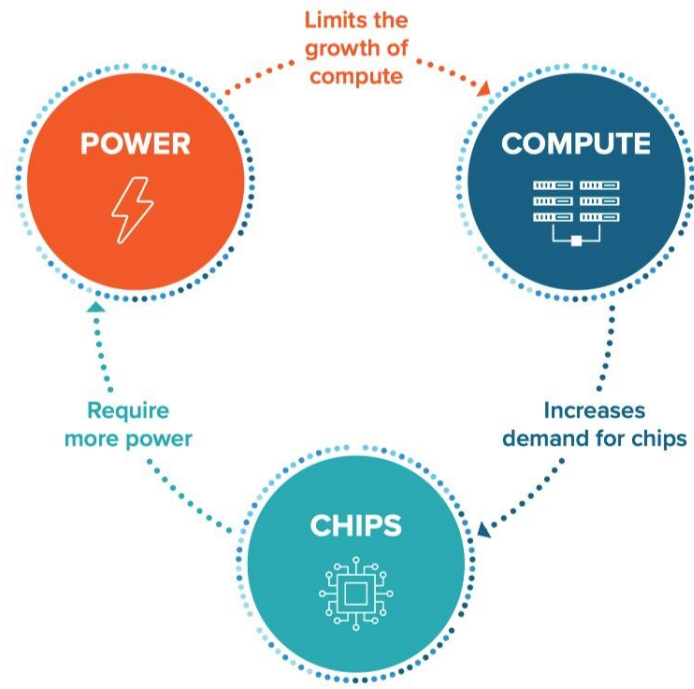 Limits the
growth of
compute
POWER
COMPUTE
Increases
demand for chips
CHIPS
Require
more power